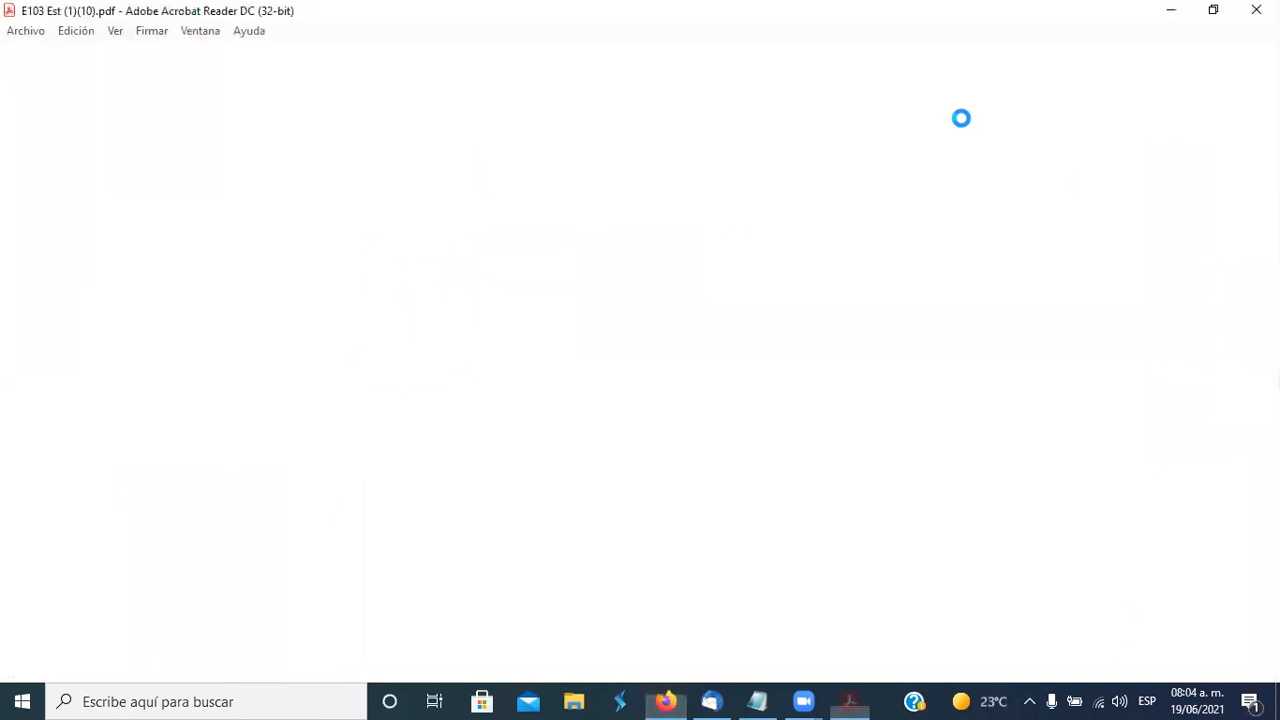 E103 Est (1)(10).pdf - Adobe Acrobat Reader DC (32-bit)
Archivo Edición Ver Firmar Ventana Ayuda
Escribe aquí para buscar
23°C
ESP
08:04 a. m.
19/06/2021
1